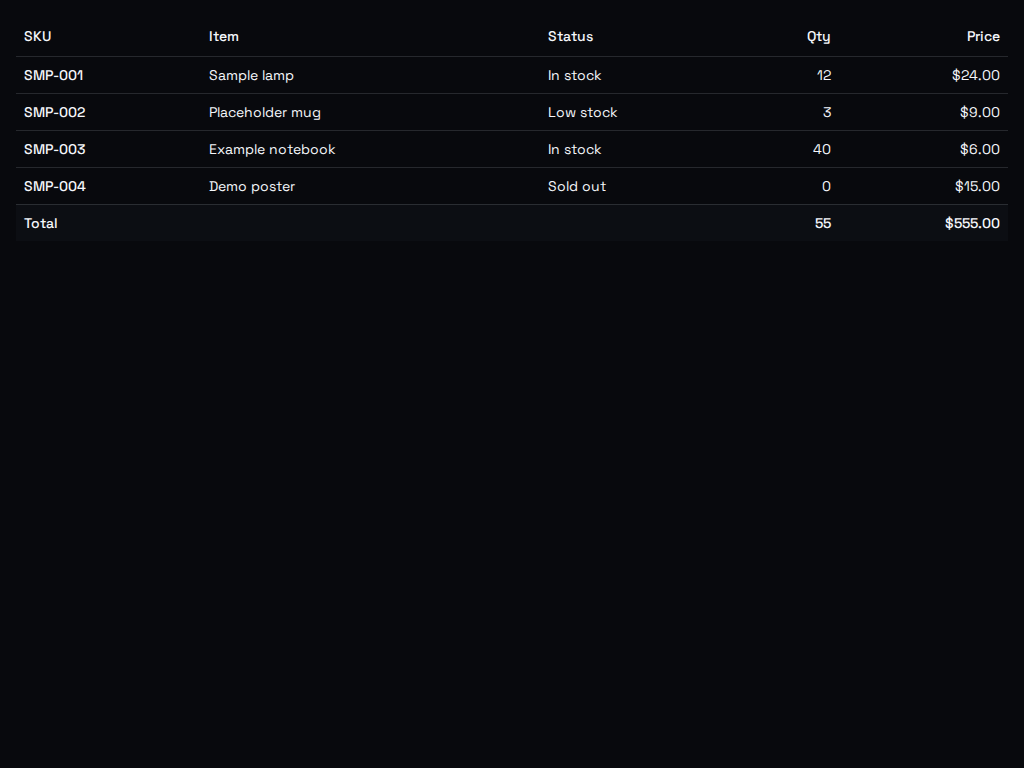 SKU Item Status Qty Price
SMP-001 Sample lamp In stock 12 $24.00
SMP-002 Placeholder mug Low stock 3 $9.00
SMP-003 Example notebook In stock 40 $6.00
SMP-004 Demo poster Sold out 0 $15.00
Total 55 $555.00